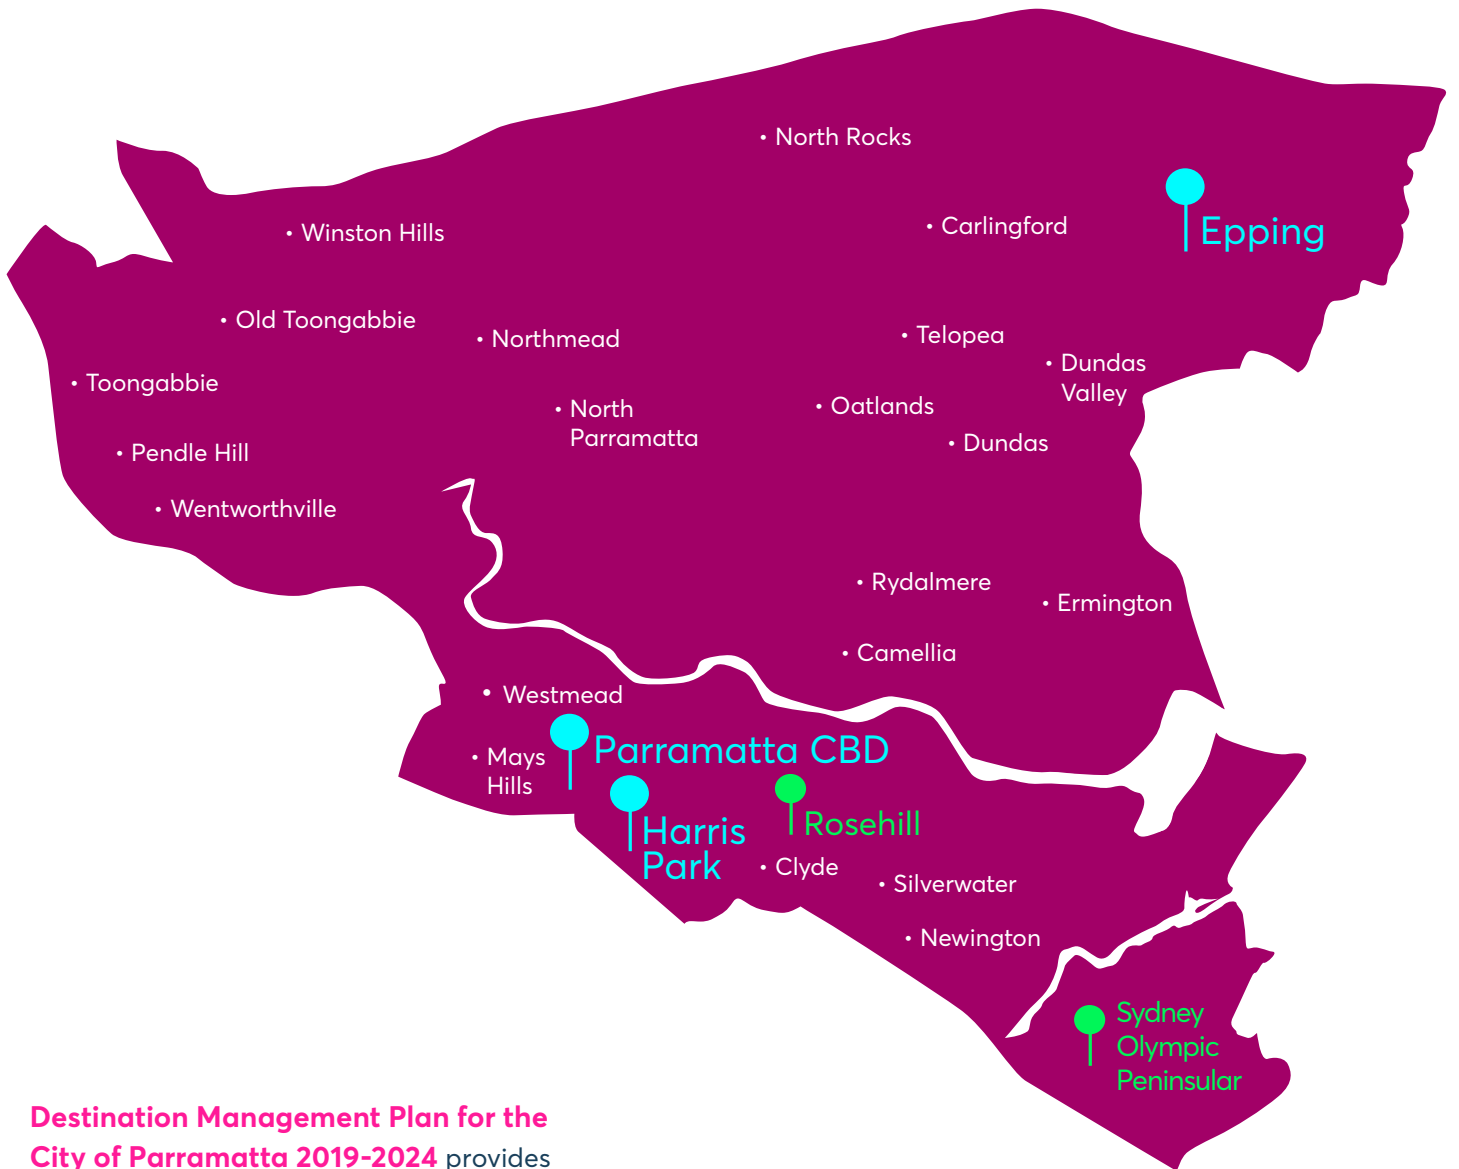 North Rocks
Winston Hills
Carlingford
Epping
Old Toongabbie
Northmead
Telopea
Dundas
Valley
Toongabbie
North
Parramatta
Oatlands
Dundas
Pendle Hill
Wentworthville
Rydalmere
Ermington
Camellia
Westmead
Parramatta CBD
Mays
Hills
Harris
Park
Rosehill
Clyde
Silverwater
Newington
Sydney
Olympic
Peninsular
Destination Management Plan for the
City of Parramatta 2019-2024 provides